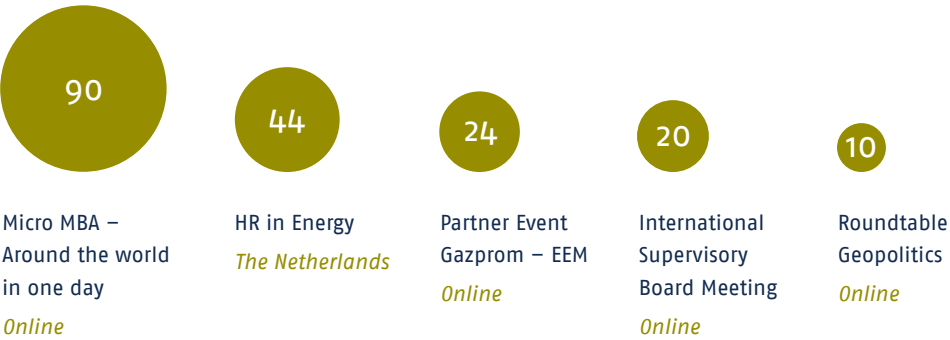 90
44
24
20
10
Micro MBA –
Around the world
in one day
Online
HR in Energy
The Netherlands
Partner Event
Gazprom – EEM
Online
International
Supervisory
Board Meeting
Online
Roundtable
Geopolitics
Online